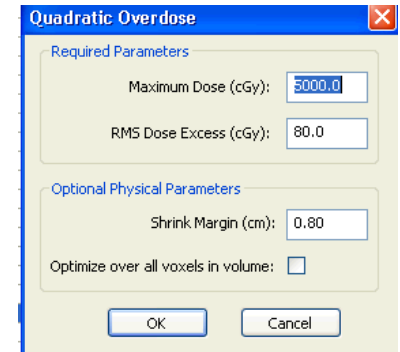 Quadratic Overdose
Required Parameters
Maximum Dose (cGy): 5000.0
RMS Dose Excess (cGy): 80.0
Optional Physical Parameters
Shrink Margin (cm): 0.80
Optimize over all voxels in volume:
OK Cancel